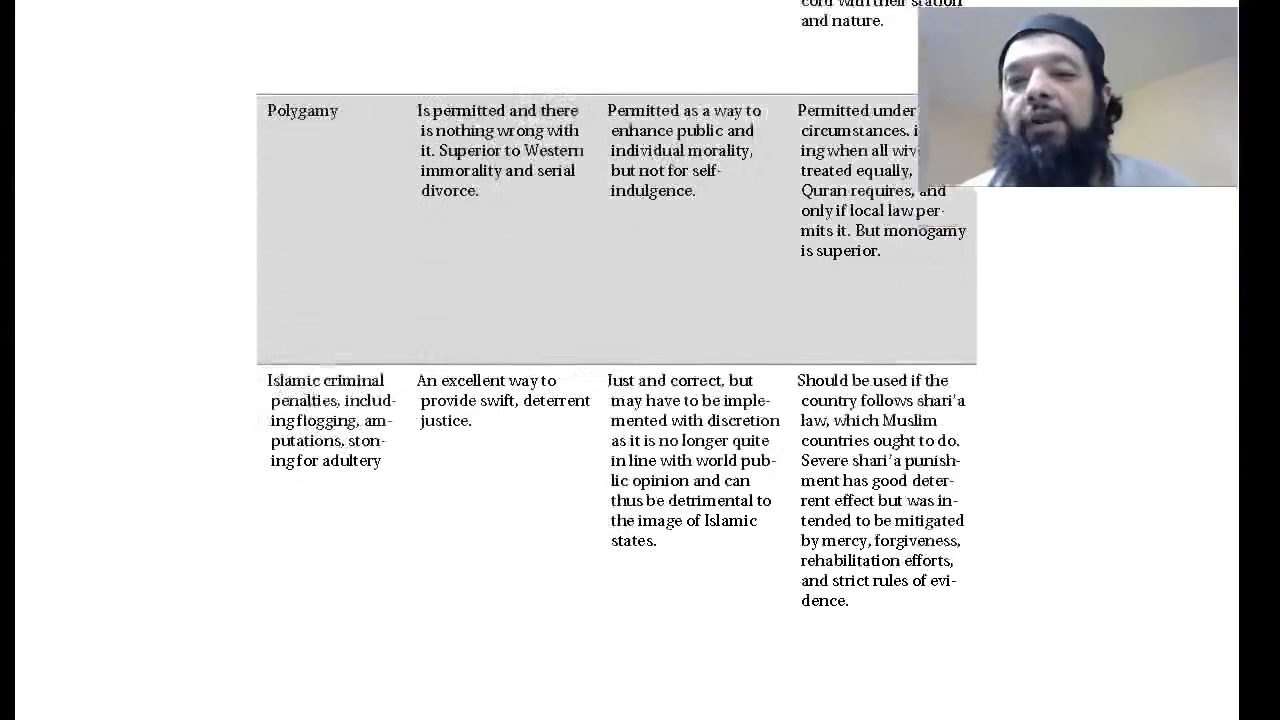 and nature.
Polygamy
Is permitted and there
is nothing wrong with
it. Superior to Western
immorality and serial
divorce.
Permitted as a way to
enhance public and
individual morality,
but not for self-
indulgence.
Permitted under
circumstances.
ing when all
treated equally,
Quran requires, and
only if local law per-
mits it. But monogamy
is superior.
Islamic criminal
penalties, includ-
ing flogging, am-
putations, ston-
ing for adultery
An excellent way to
provide swift, deterrent
justice.
Just and correct, but
may have to be imple-
mented with discretion
as it is no longer quite
in line with world pub-
lic opinion and can
thus be detrimental to
the image of Islamic
states.
Should be used if the
country follows shari’a
law, which Muslim
countries ought to do.
Severe shari’a punish-
ment has good deter-
rent effect but was in-
tended to be mitigated
by mercy, forgiveness,
rehabilitation efforts,
and strict rules of evi-
dence.